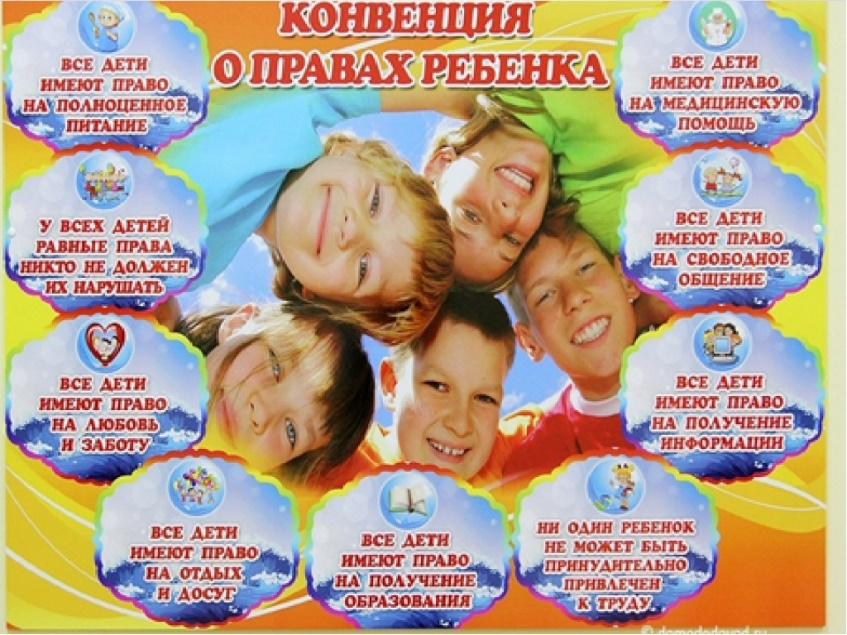 КОНВЕНЦИЯ
О ПРАВАХ РЕБЕНКА
ВСЕ ДЕТИ
ИМЕЮТ ПРАВО
НА ПОЛНОЦЕННОЕ
ПИТАНИЕ
ВСЕ ДЕТИ
ИМЕЮТ ПРАВО
НА МЕДИЦИНСКУЮ
ПОМОЩЬ
У ВСЕХ ДЕТЕЙ
РАВНЫЕ ПРАВА
НИКТО НЕ ДОЛЖЕН
ИХ НАРУШАТЬ
ВСЕ ДЕТИ
ИМЕЮТ ПРАВО
НА СВОБОДНОЕ
ОБЩЕНИЕ
ВСЕ ДЕТИ
ИМЕЮТ ПРАВО
НА ЛЮБОВЬ
И ЗАБОТУ
ВСЕ ДЕТИ
ИМЕЮТ ПРАВО
НА ПОЛУЧЕНИЕ
ИНФОРМАЦИИ
ВСЕ ДЕТИ
ИМЕЮТ ПРАВО
НА ОТДЫХ
И ДОСУГ
ВСЕ ДЕТИ
ИМЕЮТ ПРАВО
НА ПОЛУЧЕНИЕ
ОБРАЗОВАНИЯ
НИ ОДИН РЕБЕНОК
НЕ МОЖЕТ БЫТЬ
ПРИНУДИТЕЛЬНО
ПРИВЛЕЧЕН
К ТРУДУ